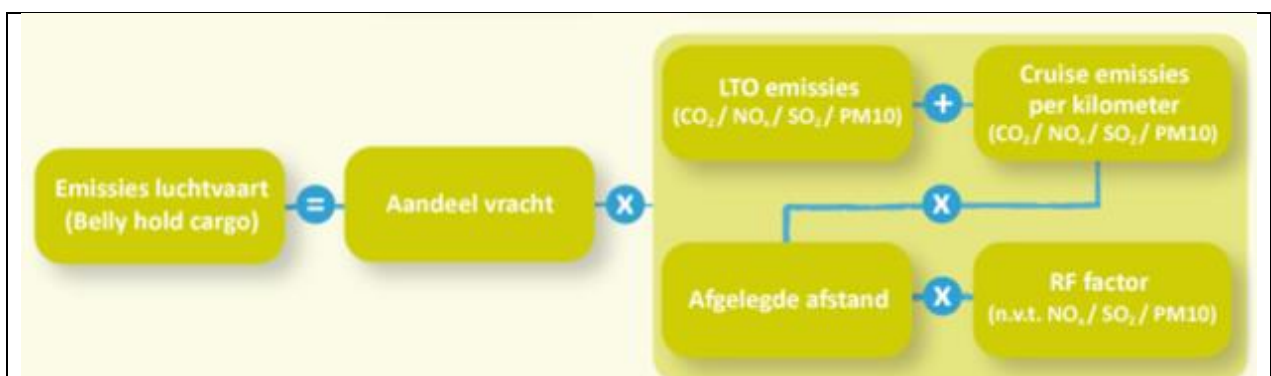 LTO emissies
(CO₂ / NOₓ / SO₂ / PM10)
+
Cruise emissies
per kilometer
(CO₂ / NOₓ / SO₂ / PM10)
Emissies luchtvaart
(Belly hold cargo)
=
Aandeel vracht
X
X
Afgelegde afstand
X
RF factor
(n.v.t. NOₓ / SO₂ / PM10)